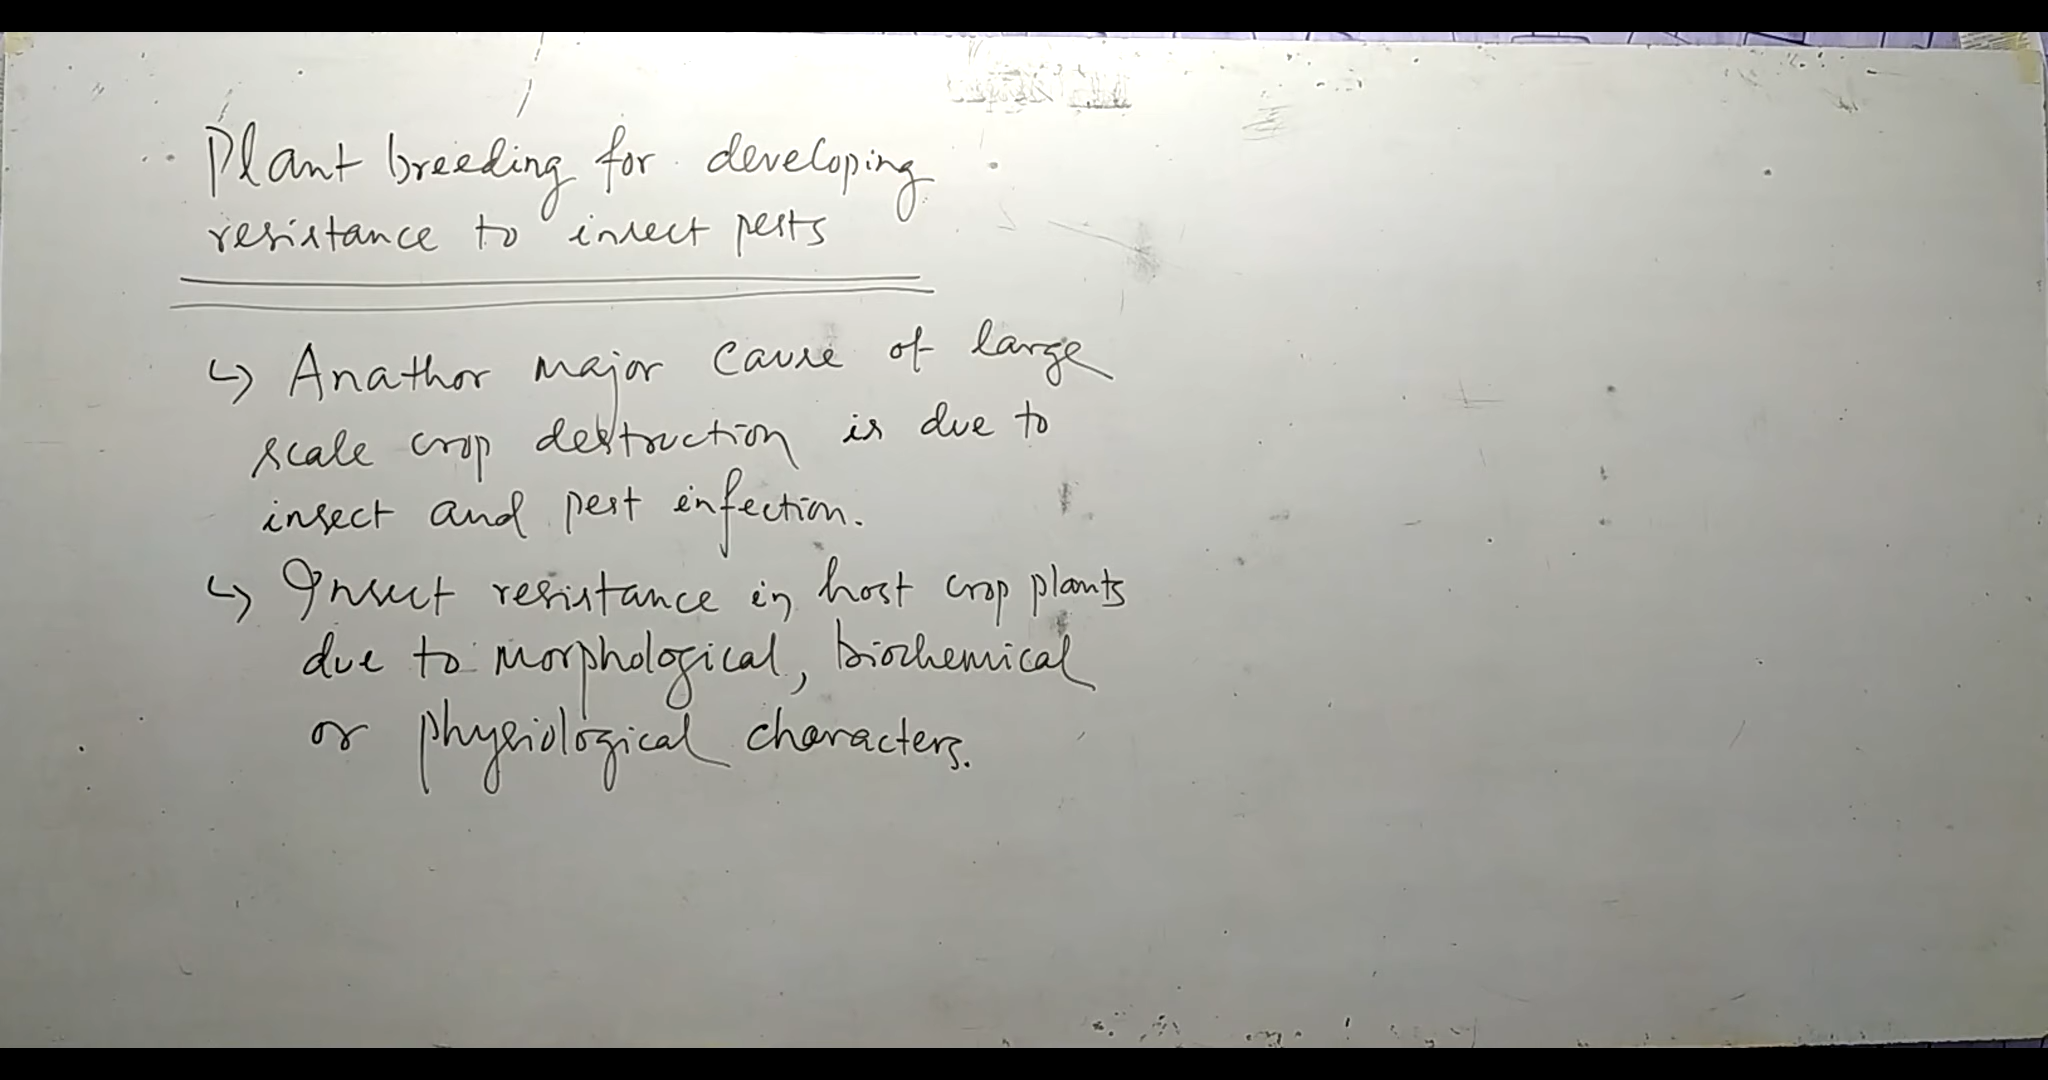 Plant breeding for developing
resistance to insect pests
↳ Anathor major cause of large
scale crop destruction is due to
insect and pest infection.
↳ Insect resistance in host crop plants
due to morphological, biochemical
or physiological characters.